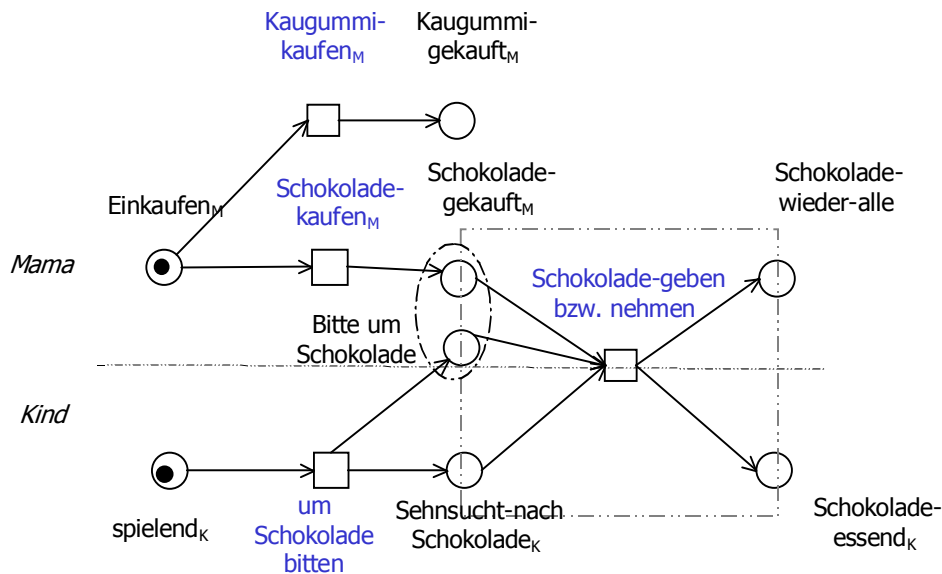 Kaugummi-
kaufenM
Kaugummi-
gekauftM
EinkaufenM
Schokolade-
kaufenM
Schokolade-
gekauftM
Schokolade-
wieder-alle
Mama
Schokolade-geben
bzw. nehmen
Bitte um
Schokolade
Kind
spielendK
um
Schokolade
bitten
Sehnsucht-nach
SchokoladeK
Schokolade-
essendK